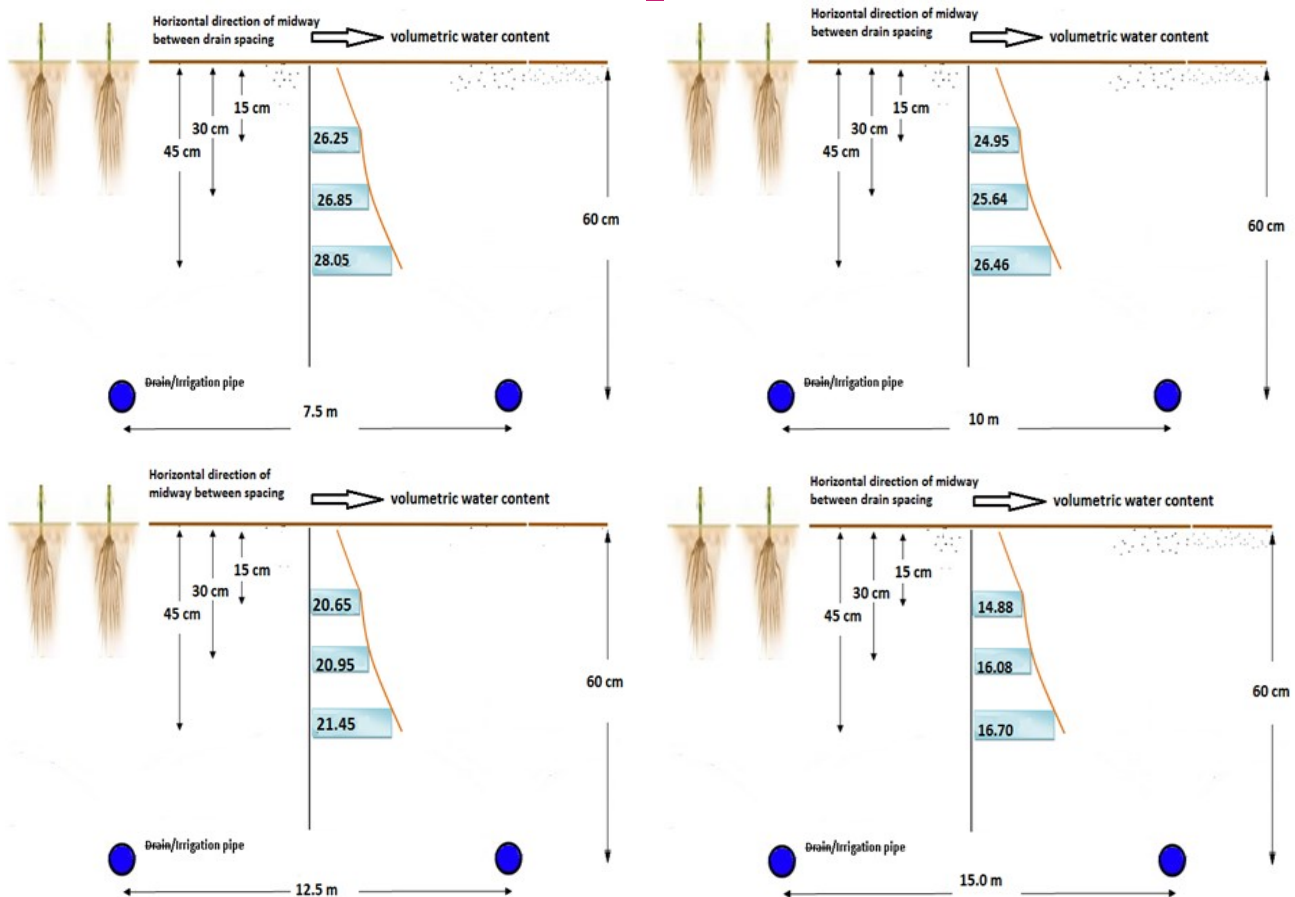 Horizontal direction of midway
between drain spacing
volumetric water content
15 cm
30 cm
45 cm
26.25
26.85
28.05
60 cm
Drain/Irrigation pipe
7.5 m
Horizontal direction of midway
between drain spacing
volumetric water content
15 cm
30 cm
45 cm
24.95
25.64
26.46
60 cm
Drain/Irrigation pipe
10 m
Horizontal direction of
midway between spacing
volumetric water content
15 cm
30 cm
45 cm
20.65
20.95
21.45
60 cm
Drain/Irrigation pipe
12.5 m
Horizontal direction of midway
between drain spacing
volumetric water content
15 cm
30 cm
45 cm
14.88
16.08
16.70
60 cm
Drain/Irrigation pipe
15.0 m